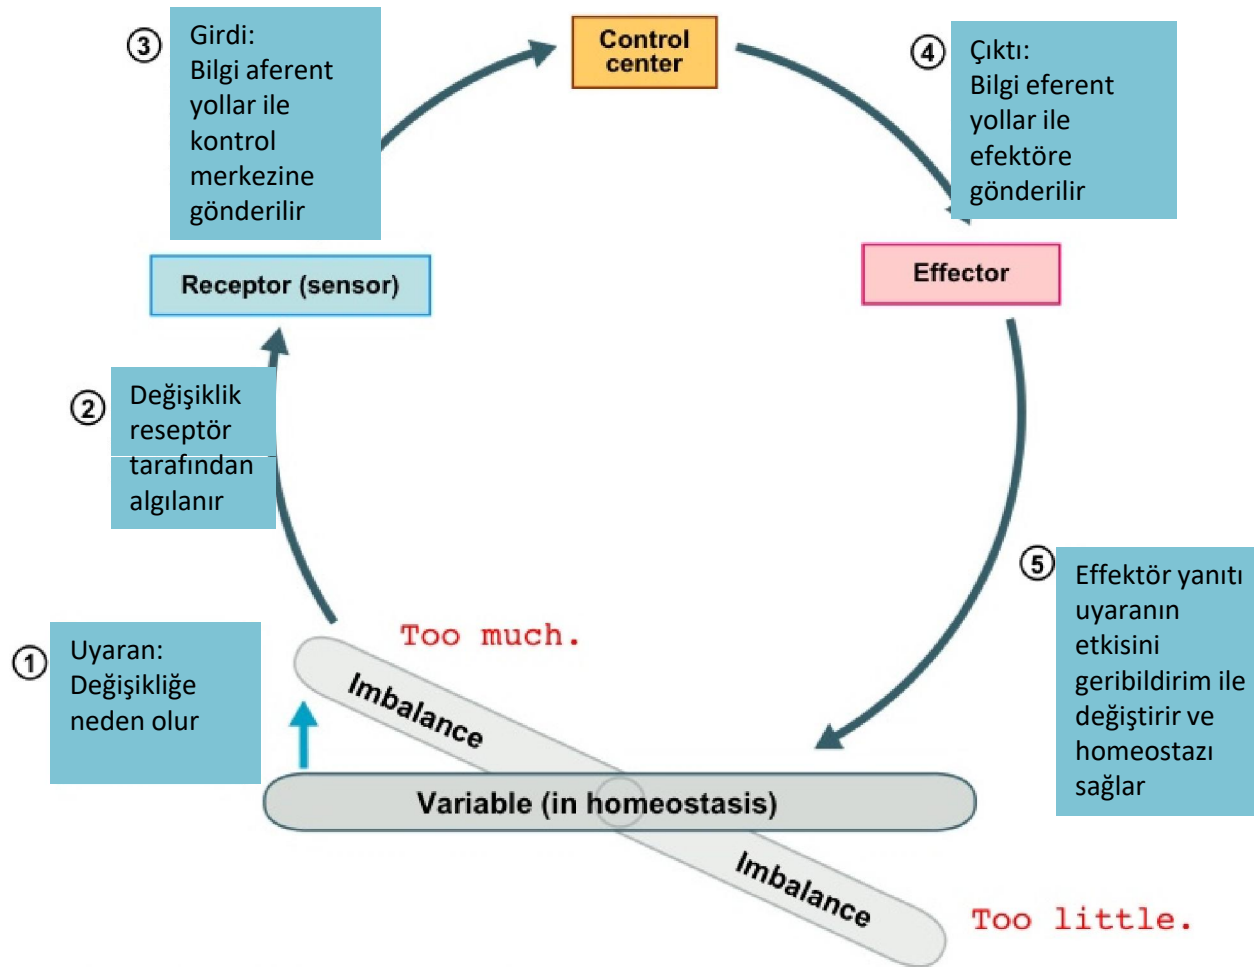 3
Girdi:
Bilgi aferent
yollar ile
kontrol
merkezine
gönderilir
Control
center
4
Çıktı:
Bilgi eferent
yollar ile
efektöre
gönderilir
Receptor (sensor)
Effector
2
Değişiklik
reseptör
tarafından
algılanır
5
Effektör yanıtı
uyaranın
etkisini
geribildirim ile
değiştirir ve
homeostazı
sağlar
1
Uyaran:
Değişikliğe
neden olur
Too much.
Imbalance
Variable (in homeostasis)
Imbalance
Too little.